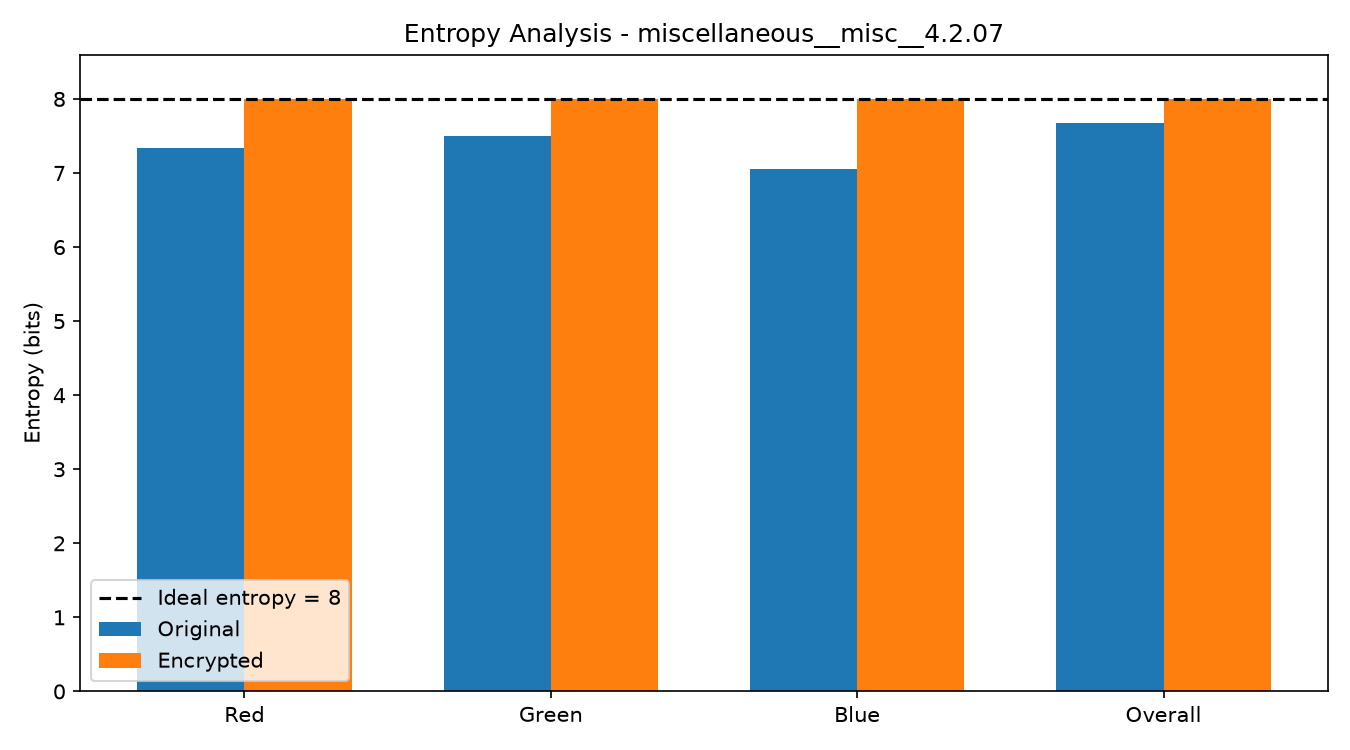 Entropy Analysis - miscellaneous__misc__4.2.07
Entropy (bits)
8
7
6
5
4
3
2
1
0
Ideal entropy = 8
Original
Encrypted
Red
Green
Blue
Overall